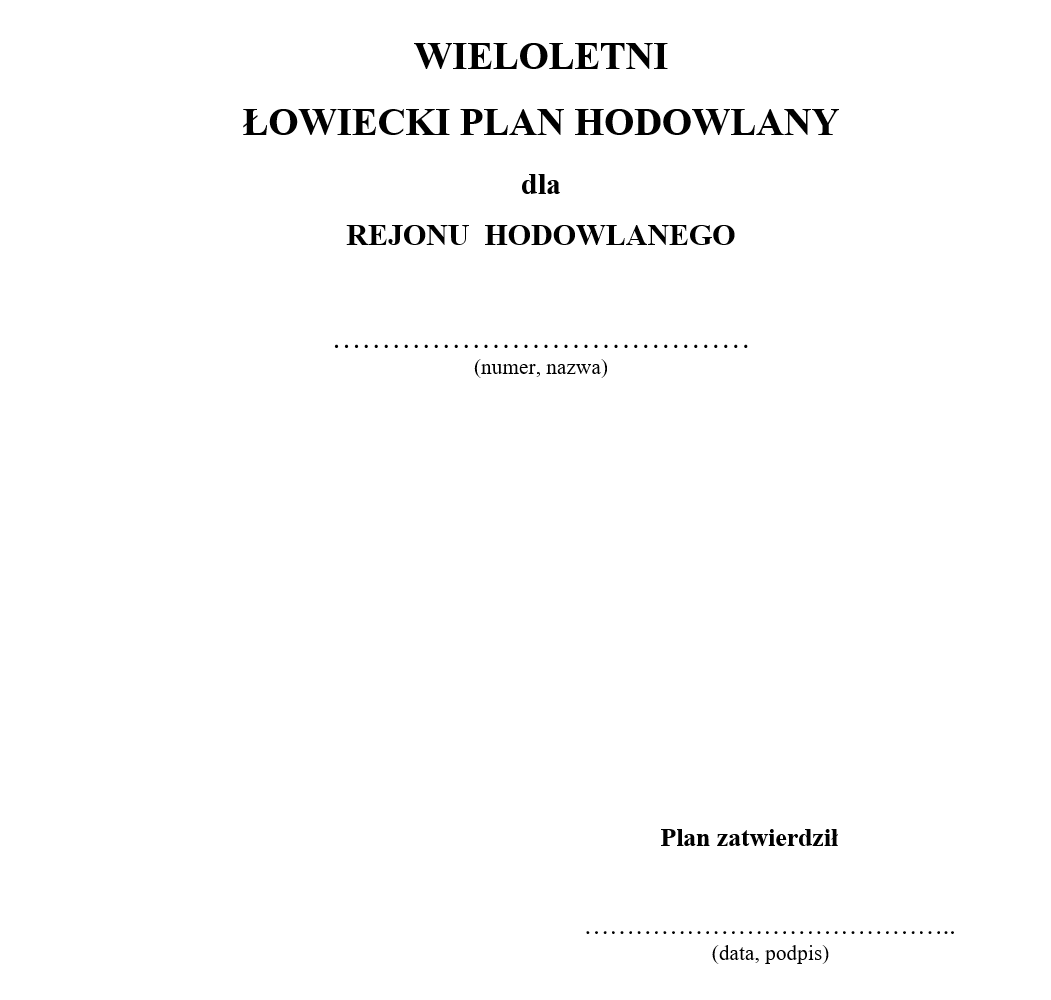 WIELOLETNI
ŁOWIECKI PLAN HODOWLANY
dla
REJONU  HODOWLANEGO
……………………………………
(numer, nazwa)
Plan zatwierdził
……………………………………..
(data, podpis)